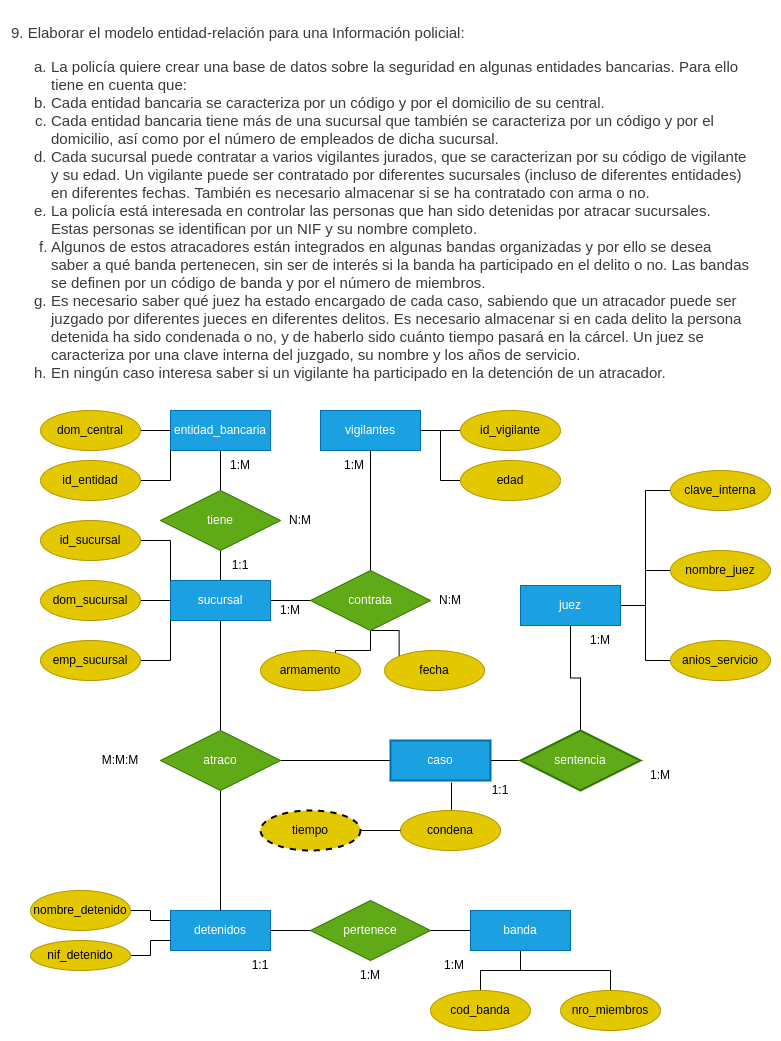 9. Elaborar el modelo entidad-relación para una Información policial:
a. La policía quiere crear una base de datos sobre la seguridad en algunas entidades bancarias. Para ello
tiene en cuenta que:
b. Cada entidad bancaria se caracteriza por un código y por el domicilio de su central.
c. Cada entidad bancaria tiene más de una sucursal que también se caracteriza por un código y por el
domicilio, así como por el número de empleados de dicha sucursal.
d. Cada sucursal puede contratar a varios vigilantes jurados, que se caracterizan por su código de vigilante
y su edad. Un vigilante puede ser contratado por diferentes sucursales (incluso de diferentes entidades)
en diferentes fechas. También es necesario almacenar si se ha contratado con arma o no.
e. La policía está interesada en controlar las personas que han sido detenidas por atracar sucursales.
Estas personas se identifican por un NIF y su nombre completo.
f. Algunos de estos atracadores están integrados en algunas bandas organizadas y por ello se desea
saber a qué banda pertenecen, sin ser de interés si la banda ha participado en el delito o no. Las bandas
se definen por un código de banda y por el número de miembros.
g. Es necesario saber qué juez ha estado encargado de cada caso, sabiendo que un atracador puede ser
juzgado por diferentes jueces en diferentes delitos. Es necesario almacenar si en cada delito la persona
detenida ha sido condenada o no, y de haberlo sido cuánto tiempo pasará en la cárcel. Un juez se
caracteriza por una clave interna del juzgado, su nombre y los años de servicio.
h. En ningún caso interesa saber si un vigilante ha participado en la detención de un atracador.
dom_central
entidad_bancaria
vigilantes
id_vigilante
1:M
1:M
id_entidad
edad
clave_interna
tiene
N:M
id_sucursal
1:1
nombre_juez
dom_sucursal
sucursal
1:M
contrata
N:M
juez
1:M
emp_sucursal
armamento
fecha
anios_servicio
M:M:M
atraco
caso
sentencia
1:M
1:1
tiempo
condena
nombre_detenido
detenidos
pertenece
banda
nif_detenido
1:1
1:M
1:M
cod_banda
nro_miembros